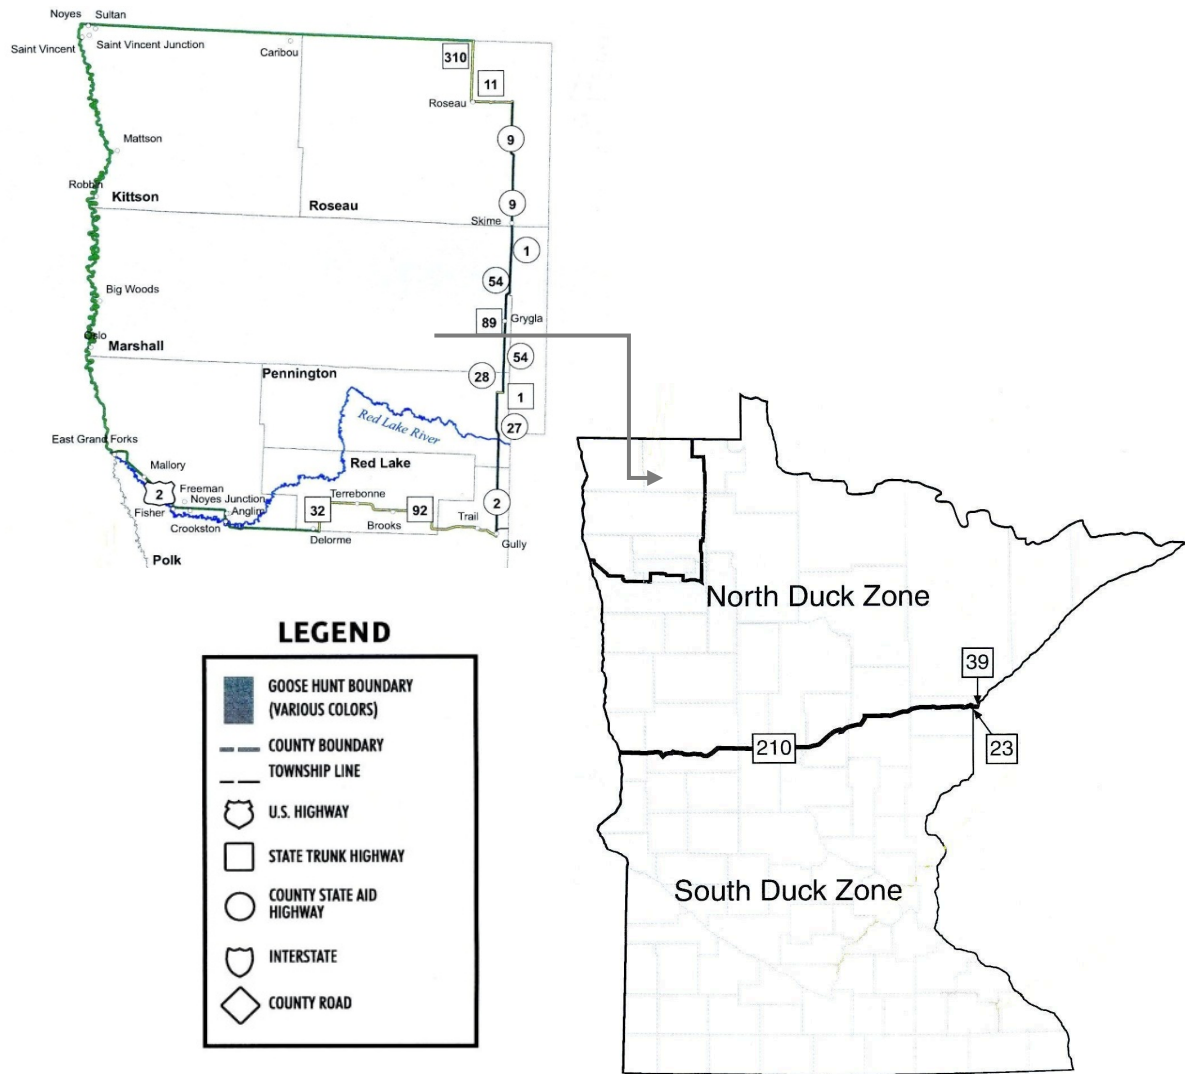 Noyes
Sultan
Saint Vincent
Saint Vincent Junction
Caribou
310
11
Roseau
9
Mattson
Robbin
Kittson
Roseau
9
Skime
1
54
Big Woods
89
Grygla
Oslo
Marshall
54
Pennington
28
1
Red Lake River
27
East Grand Forks
Mallory
Red Lake
2
Freeman
Noyes Junction
Terrebonne
2
Fisher
Anglim
32
92
Trail
Crookston
Brooks
Delorme
Gully
Polk
North Duck Zone
39
210
23
South Duck Zone
LEGEND
GOOSE HUNT BOUNDARY
(VARIOUS COLORS)
COUNTY BOUNDARY
TOWNSHIP LINE
U.S. HIGHWAY
STATE TRUNK HIGHWAY
COUNTY STATE AID
HIGHWAY
INTERSTATE
COUNTY ROAD